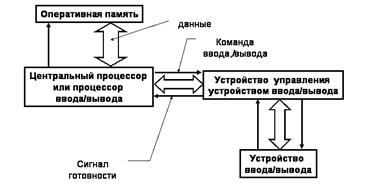 Оперативная память
данные
Команда
ввода,/вывода
Центральный процессор
или процессор
ввода/вывода
Устройство управления
устройством ввода/вывода
Сигнал
готовности
Устройство
ввода/вывода